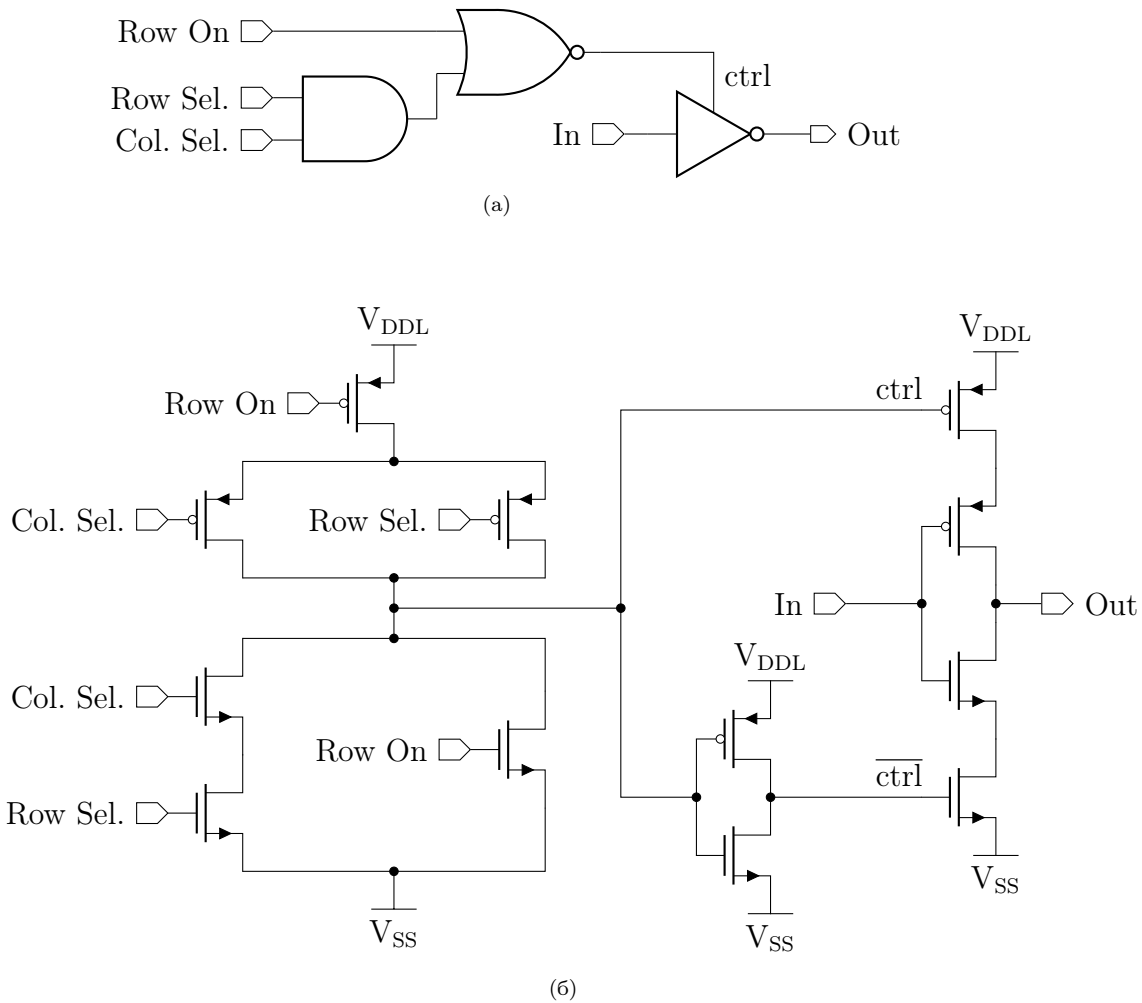 Row On
ctrl
Row Sel.
Col. Sel.
In
Out
(а)
V_DDL
V_DDL
Row On
ctrl
Col. Sel.
Row Sel.
In
Out
V_DDL
Col. Sel.
Row On
c̅t̅r̅l̅
Row Sel.
V_SS
V_SS
V_SS
(б)